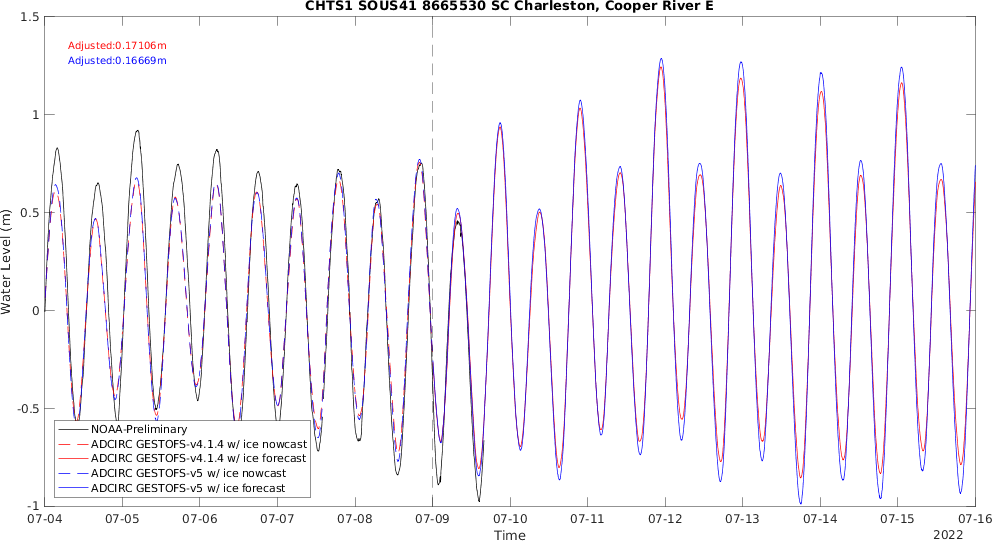 CHTS1 SOUS41 8665530 SC Charleston, Cooper River E
1.5
Adjusted:0.17106m
Adjusted:0.16669m
1
0.5
Water Level (m)
0
-0.5
NOAA-Preliminary
ADCIRC GESTOFS-v4.1.4 w/ ice nowcast
ADCIRC GESTOFS-v4.1.4 w/ ice forecast
ADCIRC GESTOFS-v5 w/ ice nowcast
ADCIRC GESTOFS-v5 w/ ice forecast
-1
07-04 07-05 07-06 07-07 07-08 07-09 07-10 07-11 07-12 07-13 07-14 07-15 07-16
Time
2022